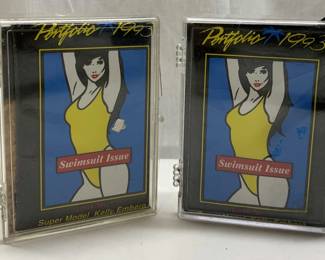 Portfolio 1993
Swimsuit Issue
Super Model, Kelly Emberg
Portfolio 1993
Swimsuit Issue